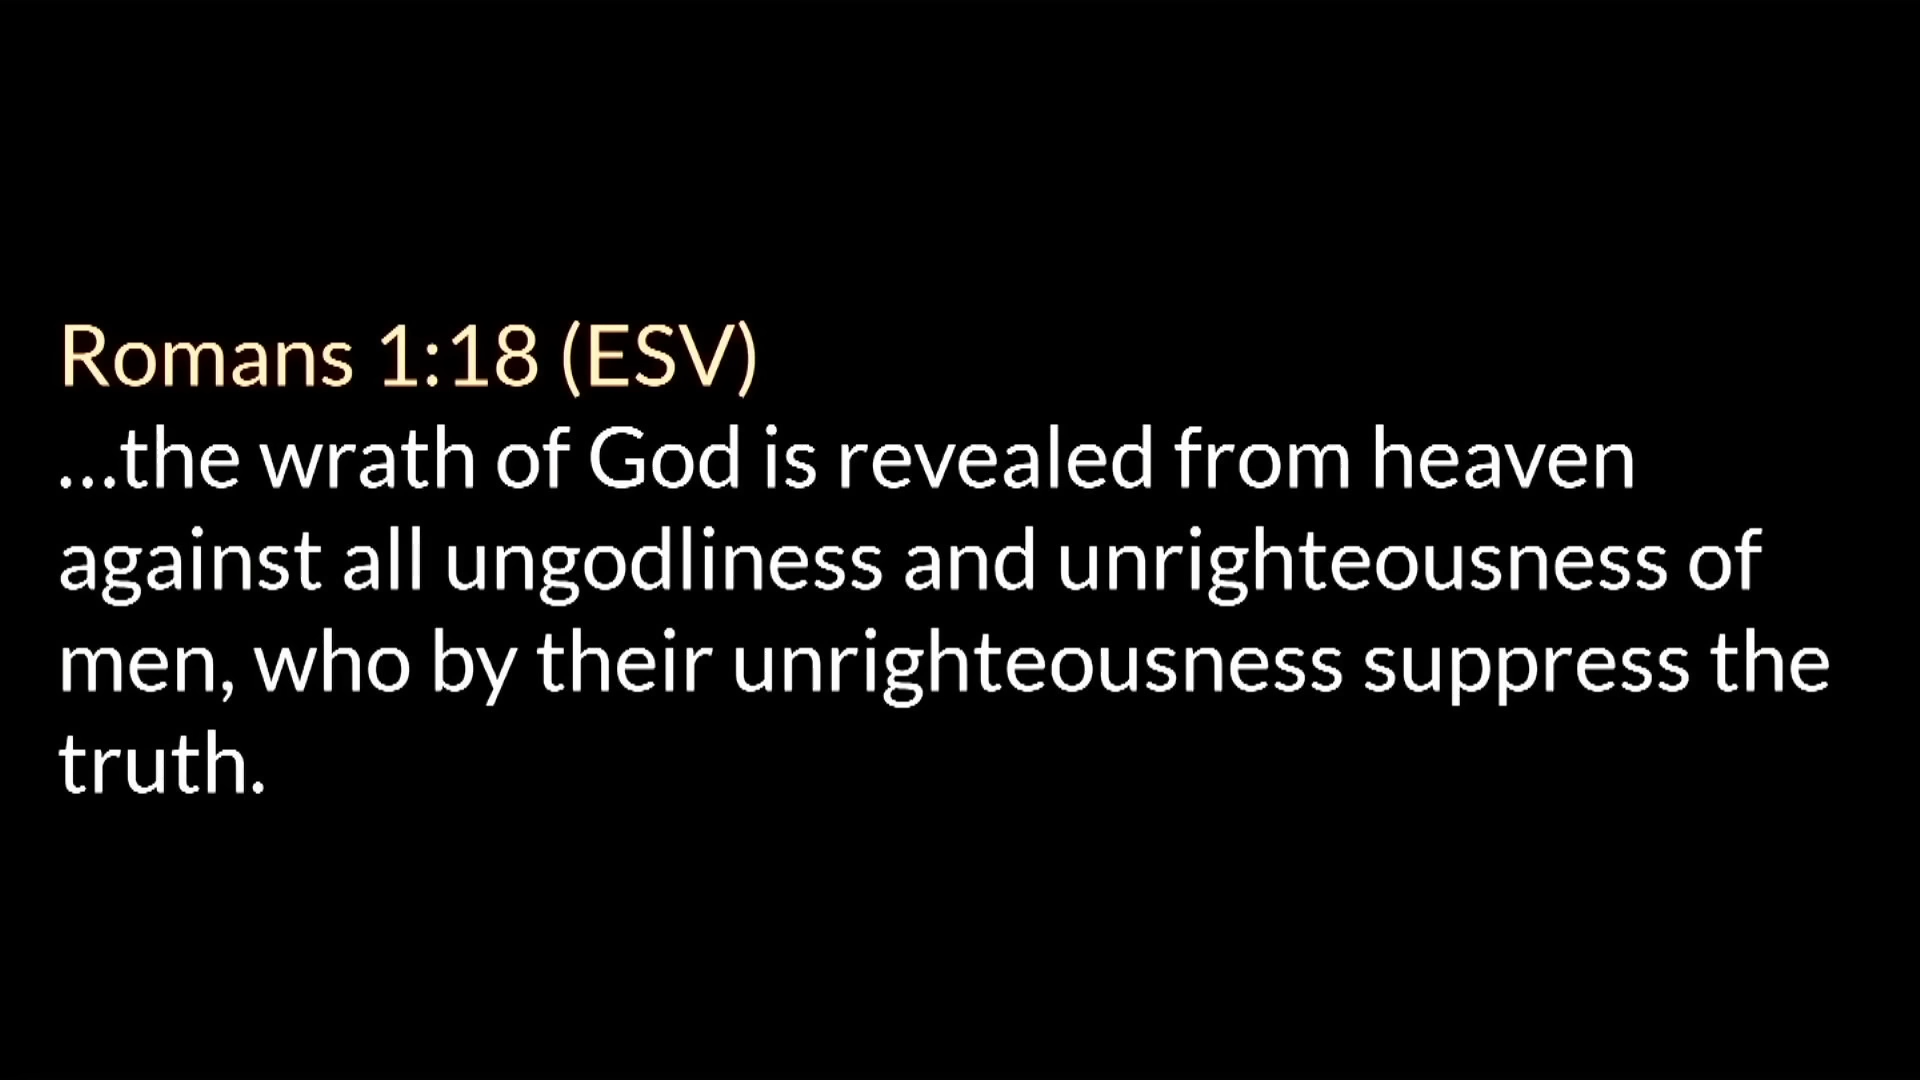 Romans 1:18 (ESV)
...the wrath of God is revealed from heaven
against all ungodliness and unrighteousness of
men, who by their unrighteousness suppress the
truth.